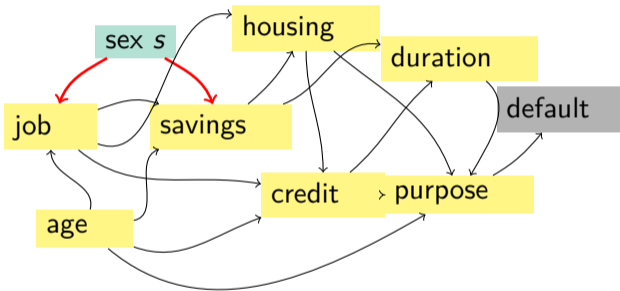 housing
sex s
duration
default
job
savings
credit
purpose
age